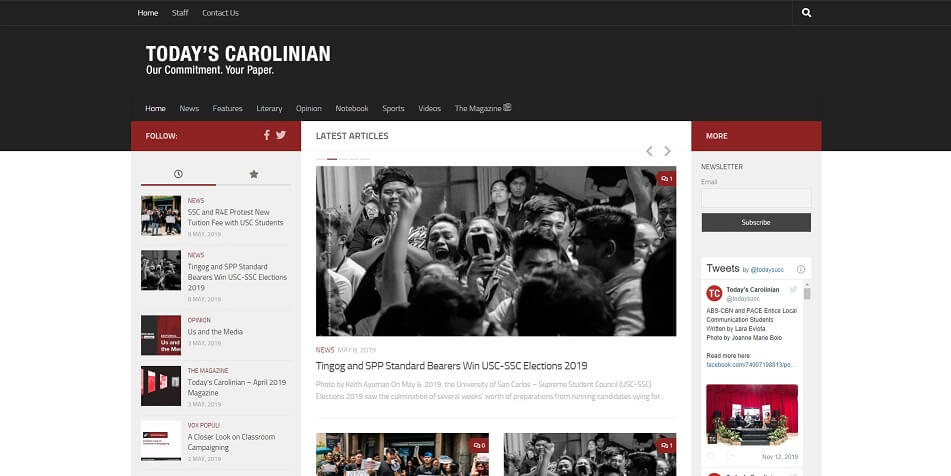 Home Staff Contact Us
TODAY'S CAROLINIAN
Our Commitment. Your Paper.
Home News Features Literary Opinion Notebook Sports Videos The Magazine
FOLLOW:
NEWS
SSC and R4E Protest New
Tuition Fee with USC Students
9 MAY, 2019
NEWS
Tingog and SPP Standard
Bearers Win USC-SSC Elections
2019
8 MAY, 2019
OPINION
Us and the Media
3 MAY, 2019
THE MAGAZINE
Today's Carolinian – April 2019
Magazine
3 MAY, 2019
VOX POPULI
A Closer Look on Classroom
Campaigning
2 MAY, 2019
LATEST ARTICLES
1
NEWS MAY 8, 2019
Tingog and SPP Standard Bearers Win USC-SSC Elections 2019
Photo by Keith Ayuman On May 6, 2019, the University of San Carlos – Supreme Student Council (USC-SSC)
Elections 2019 saw the culmination of several weeks' worth of preparations from running candidates vying for...
0
1
MORE
NEWSLETTER
Email
Subscribe
Tweets by @todaysusc
TC
Today's Carolinian
@todaysusc
ABS-CBN and PACE Entice Local
Communication Students
Written by Lara Eviota
Photo by Joanne Marie Bolo
Read more here:
facebook.com/74907198813/po…
TC
Nov 12, 2019